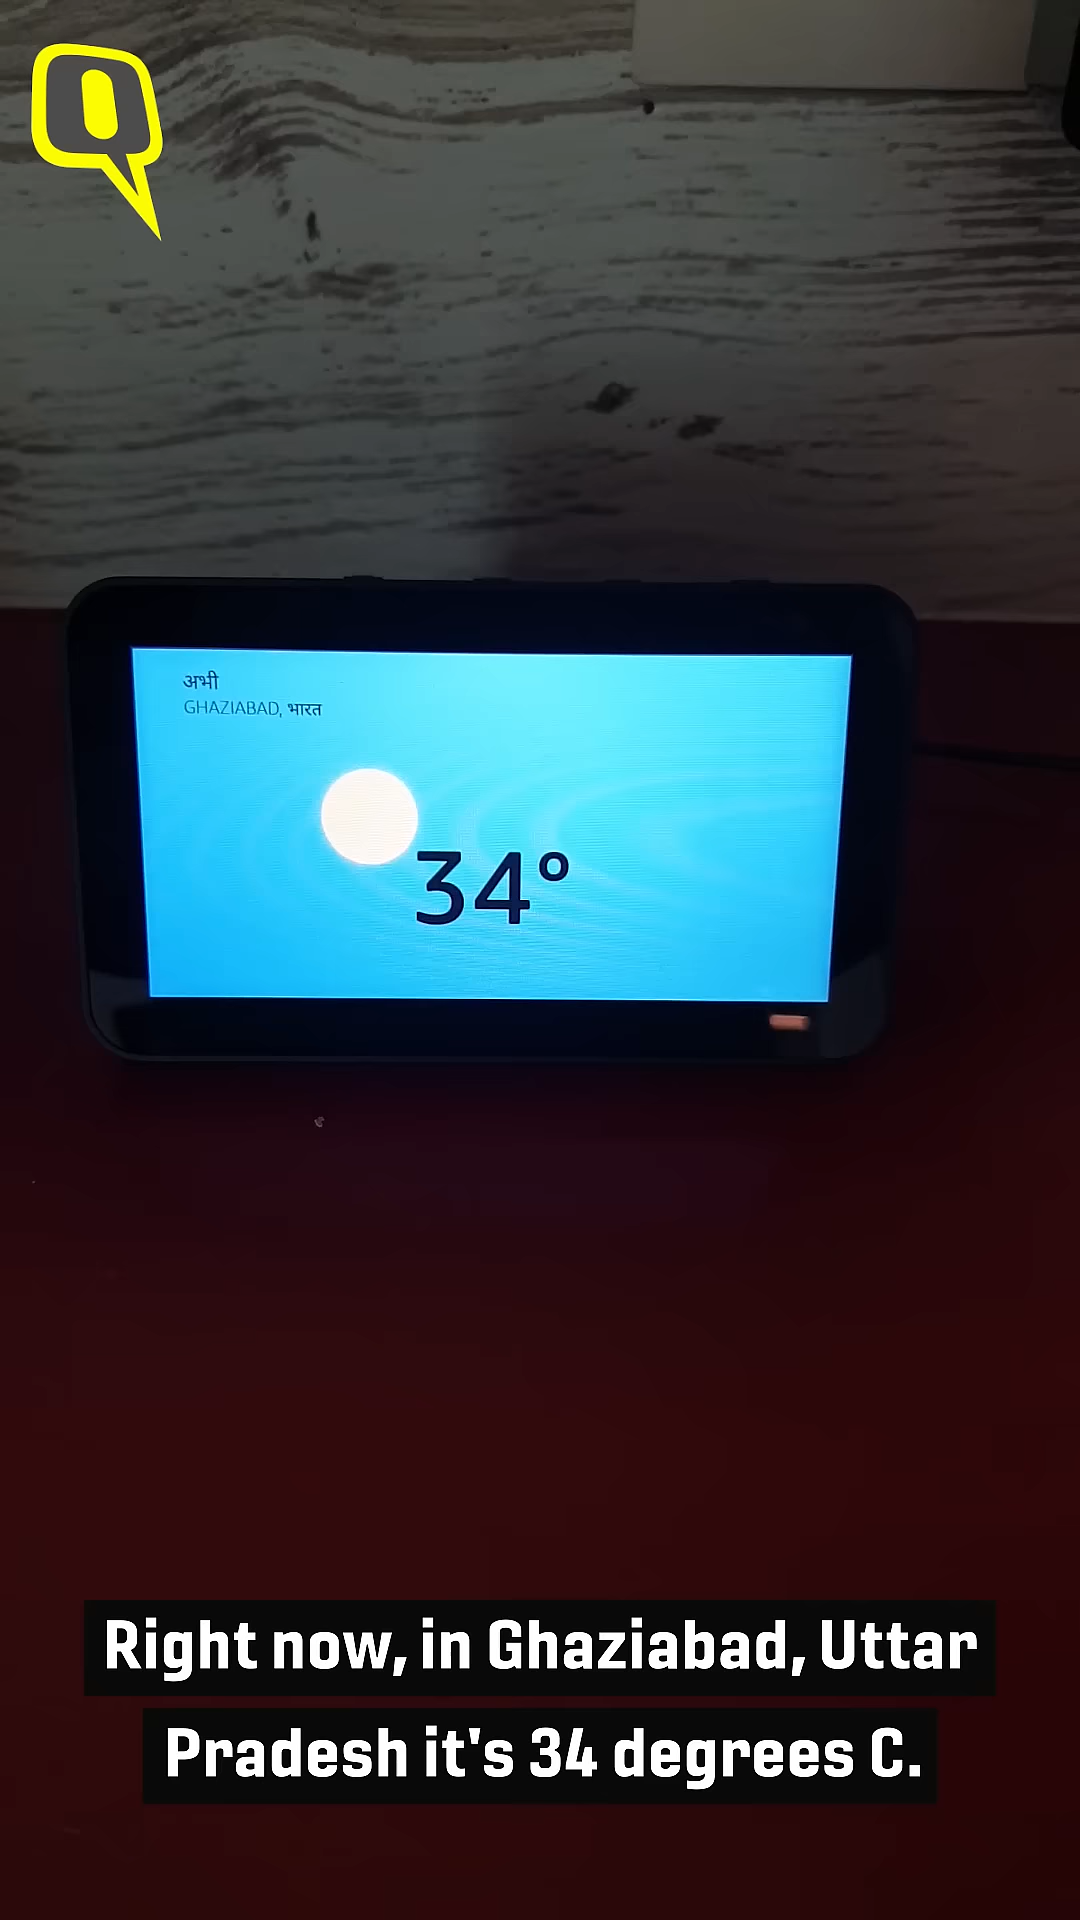 अभी
GHAZIABAD, भारत
34°
Right now, in Ghaziabad, Uttar
Pradesh it's 34 degrees C.